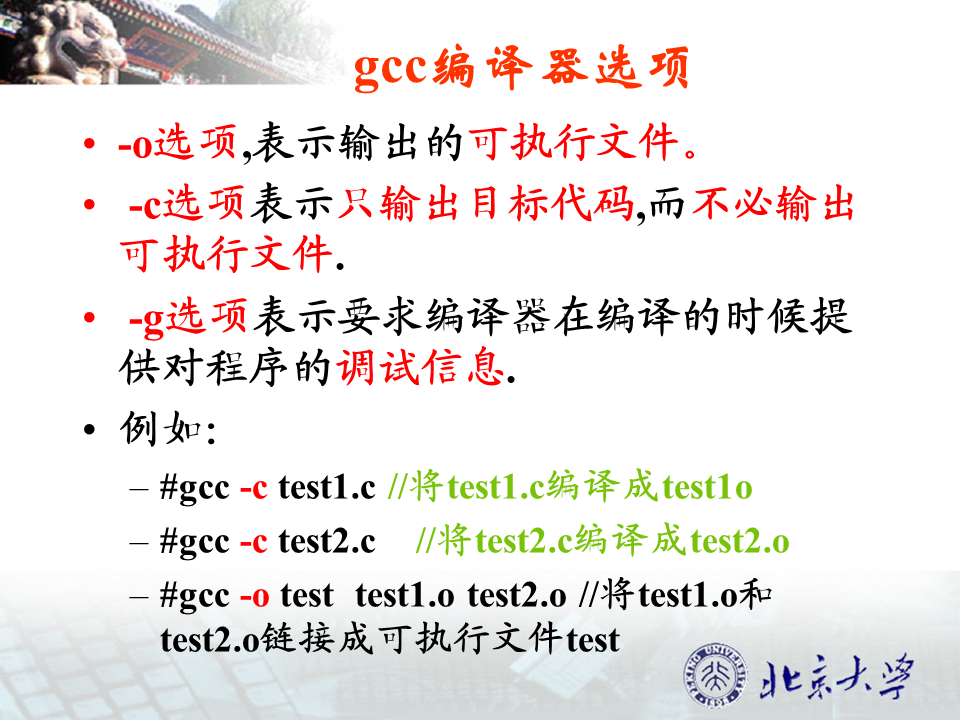 gcc编译器选项
• -o选项,表示输出的可执行文件。
• -c选项表示只输出目标代码,而不必输出
可执行文件.
• -g选项表示要求编译器在编译的时候提
供对程序的调试信息.
• 例如:
– #gcc -c test1.c //将test1.c编译成test1o
– #gcc -c test2.c //将test2.c编译成test2.o
– #gcc -o test test1.o test2.o //将test1.o和
test2.o链接成可执行文件test
PEKING UNIVERSITY
1898
北京大学